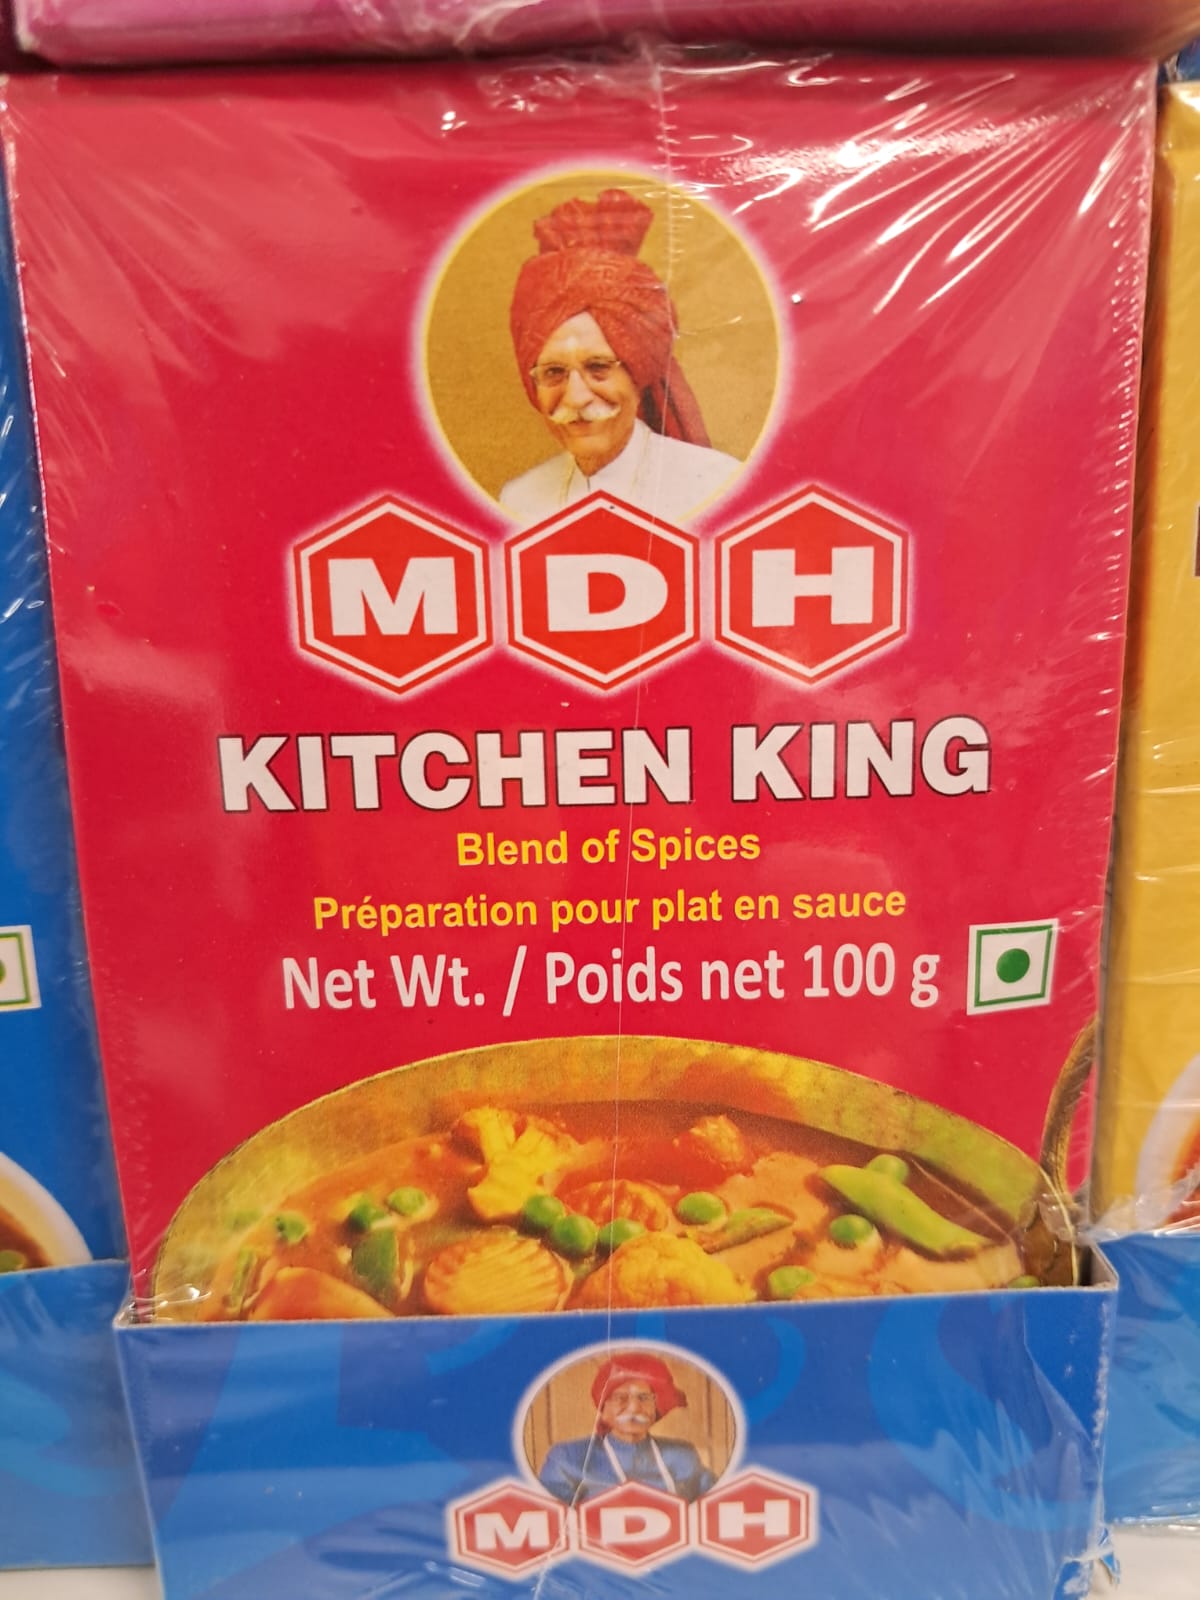 MDH
KITCHEN KING
Blend of Spices
Préparation pour plat en sauce
Net Wt. / Poids net 100 g
MDH